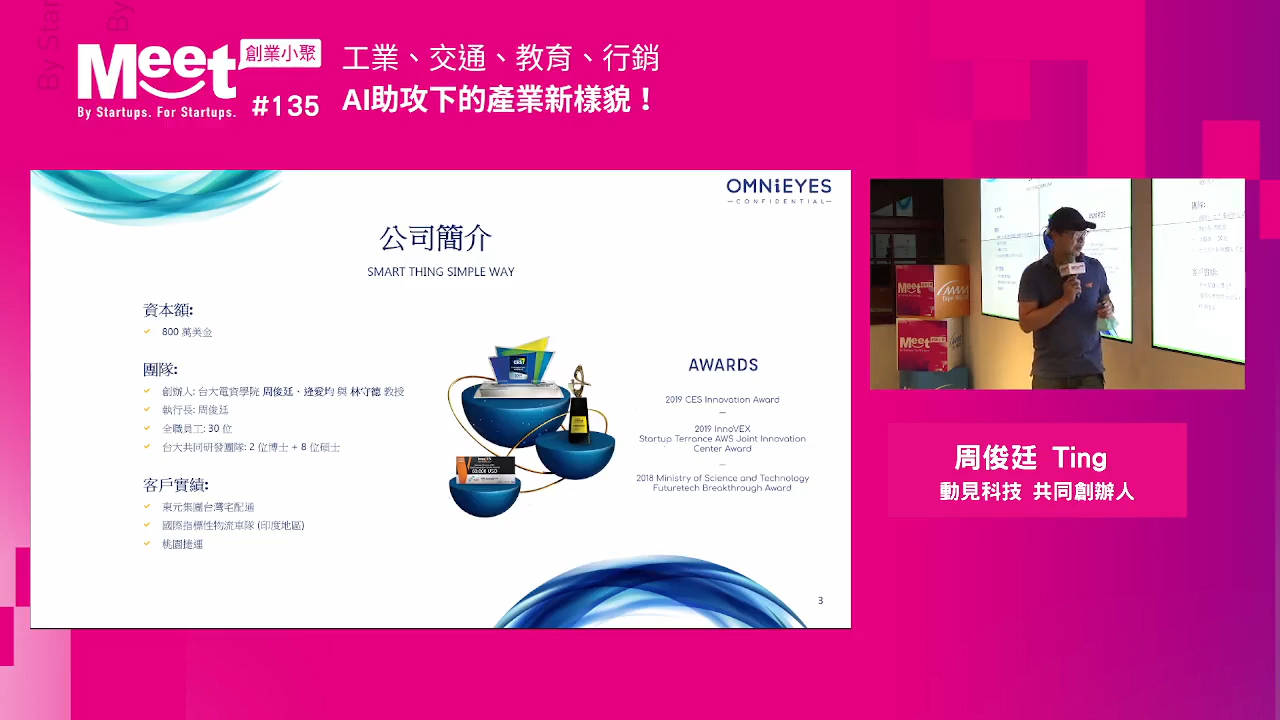 Meet 創業小聚
By Startups. For Startups.
#135
工業、交通、教育、行銷
AI助攻下的產業新樣貌！
OMNiEYES
CONFIDENTIAL
公司簡介
SMART THING SIMPLE WAY
資本額:
800 萬美金
團隊:
創辦人: 台大電資學院 周俊廷、逄愛昀 與 林守德 教授
執行長: 周俊廷
全職員工: 30 位
台大共同研發團隊: 2 位博士 + 8 位碩士
客戶實績:
東元集團台灣宅配通
國際指標性物流車隊 (印度地區)
桃園捷運
AWARDS
2019 CES Innovation Award
2019 InnoVEX
Startup Terrance AWS Joint Innovation
Center Award
2018 Ministry of Science and Technology
Futuretech Breakthrough Award
3
周俊廷 Ting
動見科技 共同創辦人